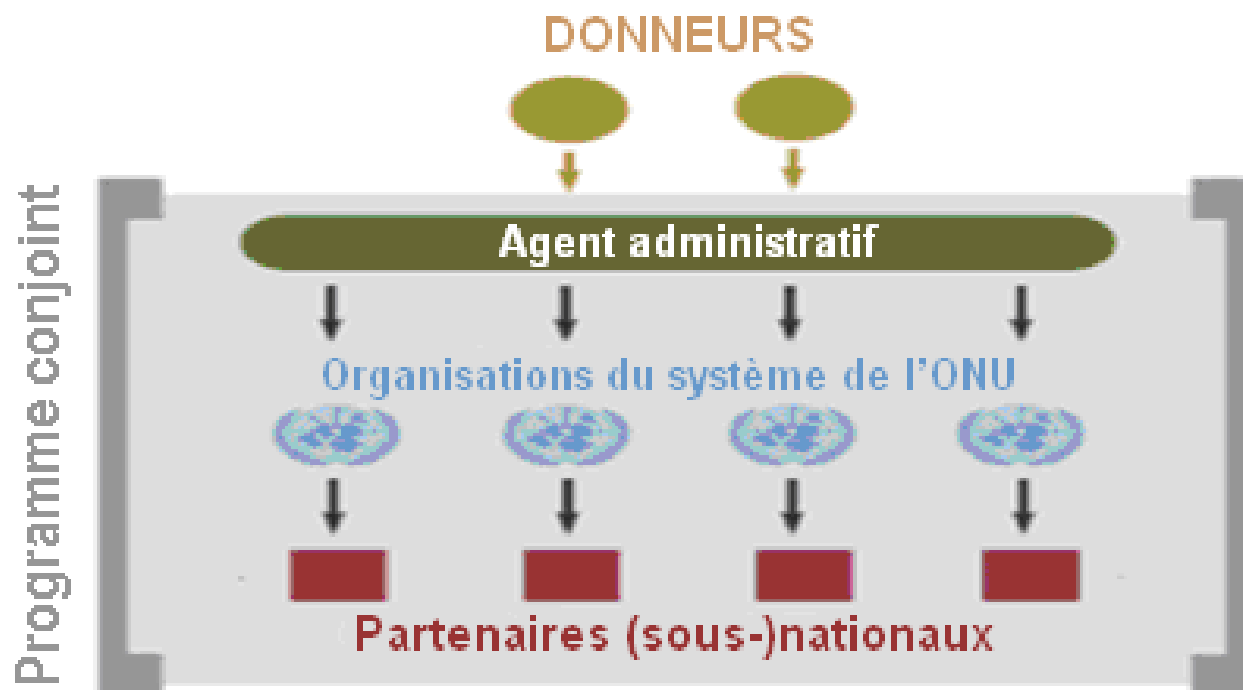 DONNEURS
Programme conjoint
Agent administratif
Organisations du système de l'ONU
Partenaires (sous-)nationaux